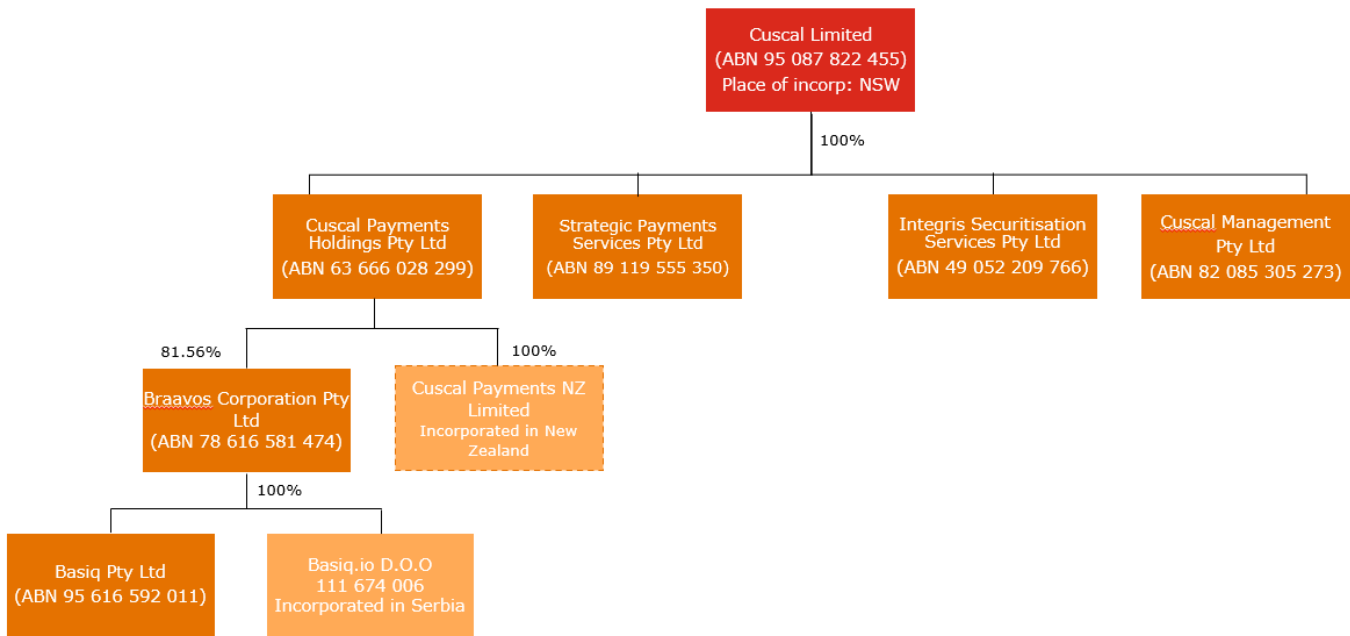 Cuscal Limited
(ABN 95 087 822 455)
Place of incorp: NSW
100%
Cuscal Payments
Holdings Pty Ltd
(ABN 63 666 028 299)
Strategic Payments
Services Pty Ltd
(ABN 89 119 555 350)
Integris Securitisation
Services Pty Ltd
(ABN 49 052 209 766)
Cuscal Management
Pty Ltd
(ABN 82 085 305 273)
81.56%
100%
Braavos Corporation Pty
Ltd
(ABN 78 616 581 474)
Cuscal Payments NZ
Limited
Incorporated in New
Zealand
100%
Basiq Pty Ltd
(ABN 95 616 592 011)
Basiq.io D.O.O
111 674 006
Incorporated in Serbia